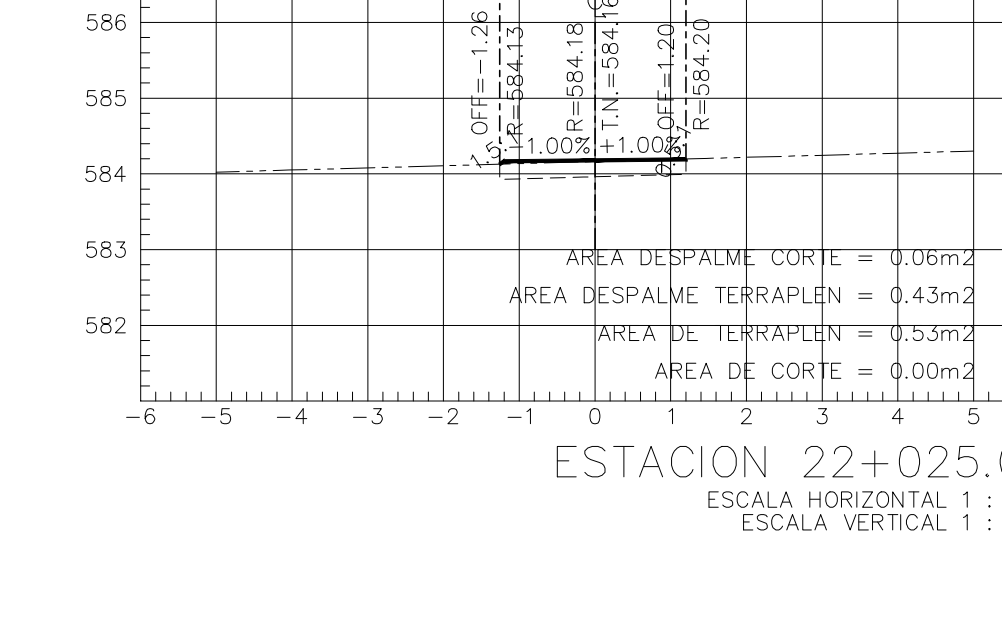 586
585
584
583
582
OFF=-1.26
R=584.13
R=584.18
T.N.=584.16
OFF=1.20
R=584.20
-1.00%
+1.00%
AREA DESPALME CORTE = 0.06m2
AREA DESPALME TERRAPLEN = 0.43m2
AREA DE TERRAPLEN = 0.53m2
AREA DE CORTE = 0.00m2
-6 -5 -4 -3 -2 -1 0 1 2 3 4 5
ESTACION 22+025.
ESCALA HORIZONTAL 1 :
ESCALA VERTICAL 1 :